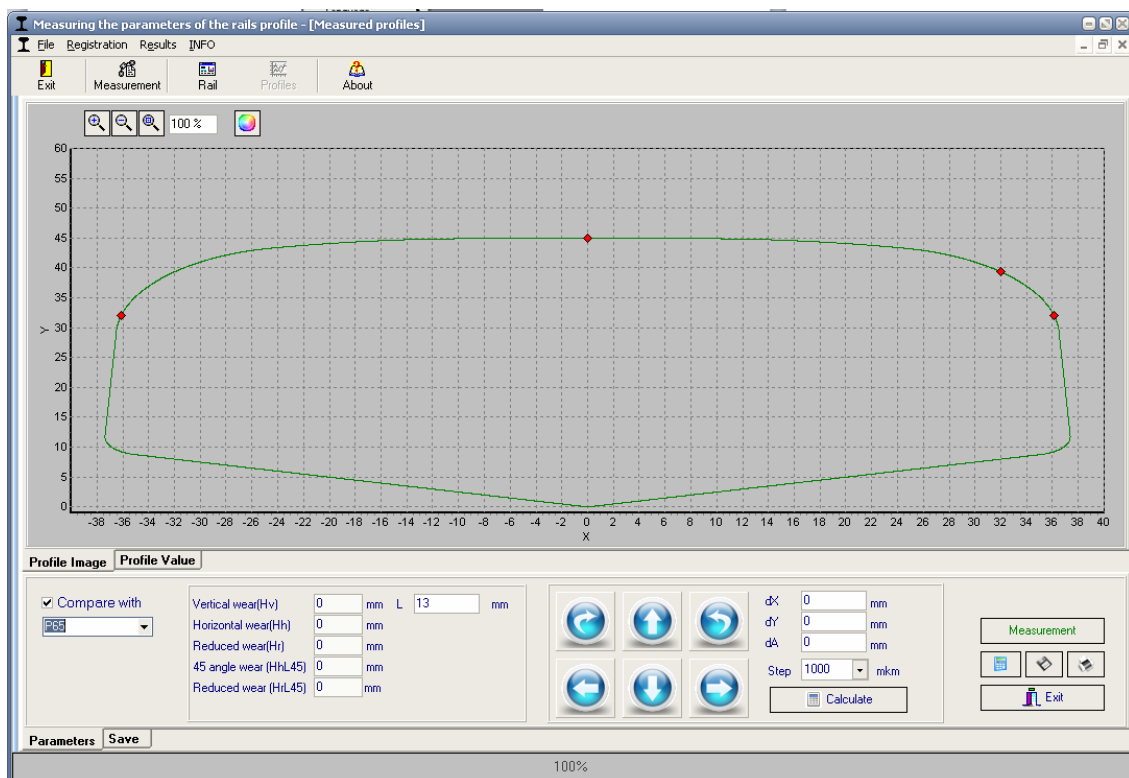 Measuring the parameters of the rails profile - [Measured profiles]
File Registration Results INFO
Exit Measurement Rail Profiles About
100 %
60
55
50
45
40
35
30
25
20
15
10
5
0
Y
-38 -36 -34 -32 -30 -28 -26 -24 -22 -20 -18 -16 -14 -12 -10 -8 -6 -4 -2 0 2 4 6 8 10 12 14 16 18 20 22 24 26 28 30 32 34 36 38 40
X
Profile Image Profile Value
Compare with
P65
Vertical wear(Hv) 0 mm L 13 mm
Horizontal wear(Hh) 0 mm
Reduced wear(Hr) 0 mm
45 angle wear (HhL45) 0 mm
Reduced wear (HrL45) 0 mm
dX 0 mm
dY 0 mm
dA 0 mm
Step 1000 mkm
Calculate
Measurement
Exit
Parameters Save
100%